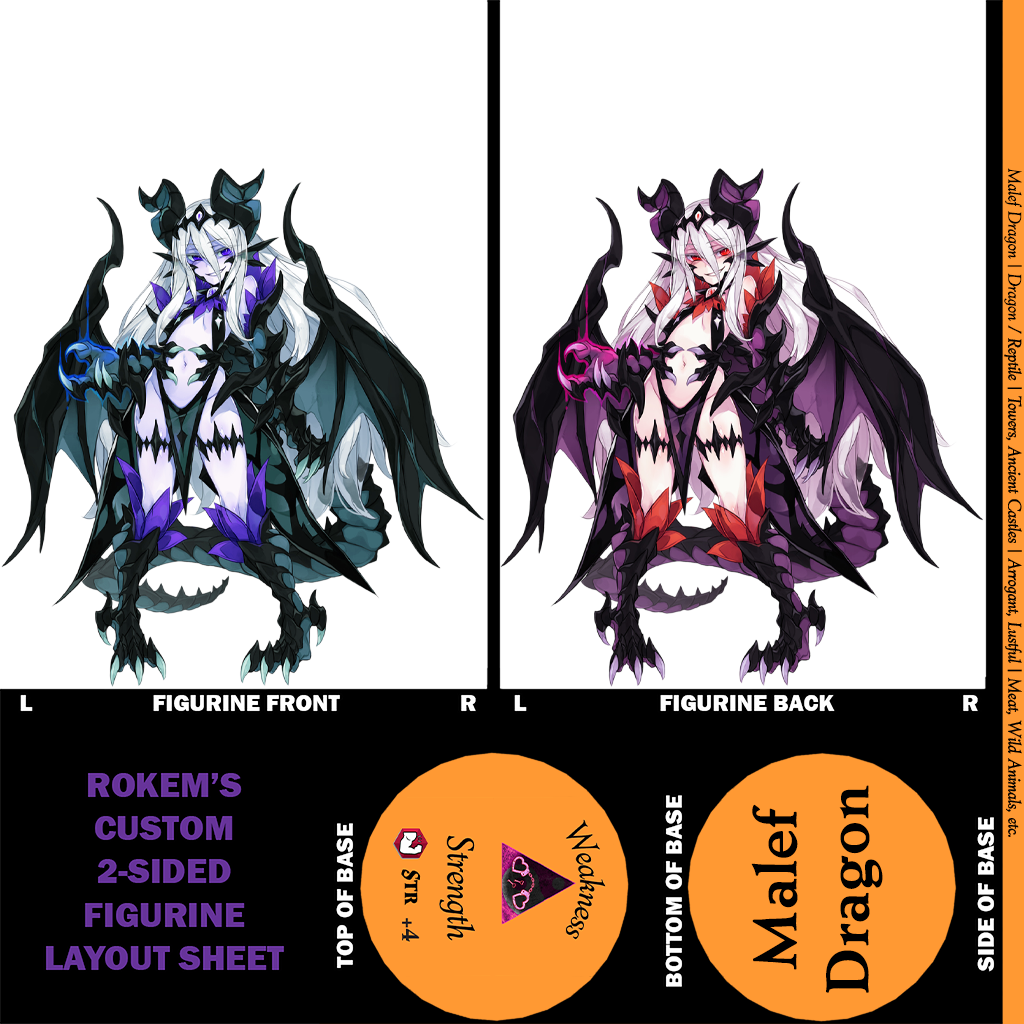 L FIGURINE FRONT R
L FIGURINE BACK R
ROKEM'S
CUSTOM
2-SIDED
FIGURINE
LAYOUT SHEET
TOP OF BASE
Weakness
Strength
STR +4
BOTTOM OF BASE
Malef
Dragon
SIDE OF BASE
Malef Dragon | Dragon / Reptile | Towers, Ancient Castles | Arrogant, Lustful | Meat, Wild Animals, etc.